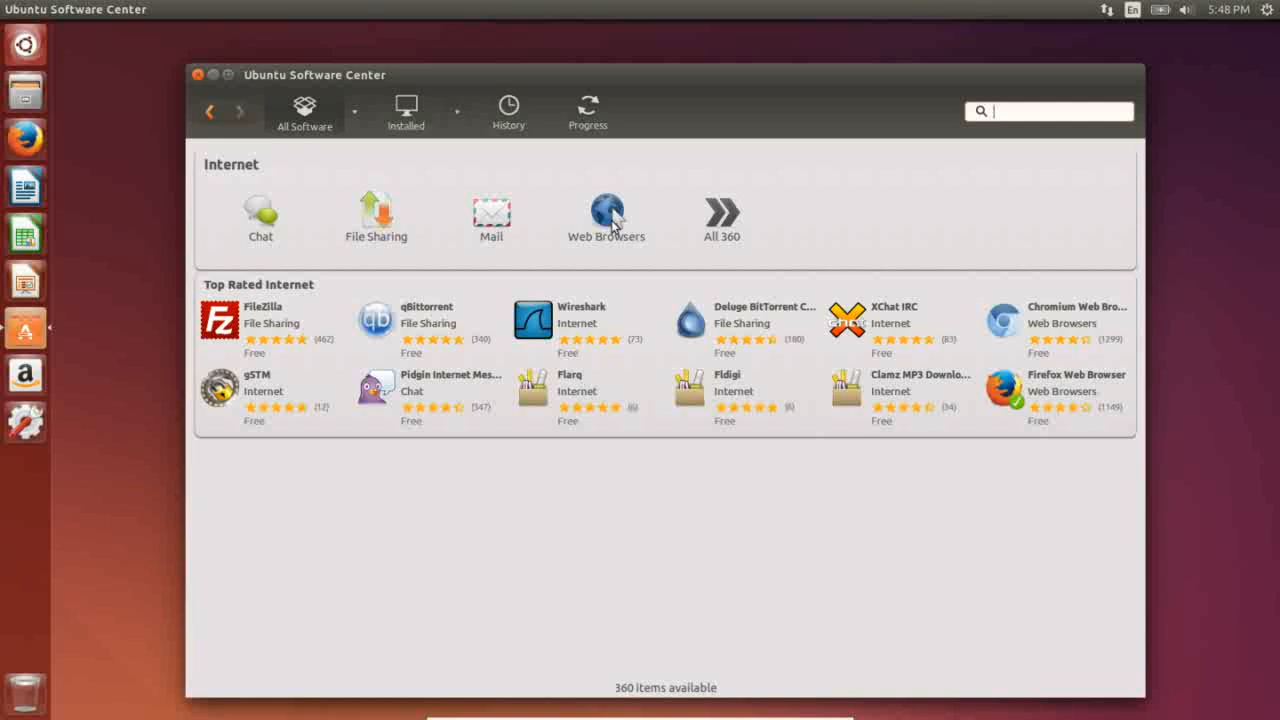 Ubuntu Software Center
En
5:48 PM
Ubuntu Software Center
All Software
Installed
History
Progress
Internet
Chat
File Sharing
Mail
Web Browsers
All 360
Top Rated Internet
FileZilla
File Sharing
(462)
Free
qBittorrent
File Sharing
(340)
Free
Wireshark
Internet
(73)
Free
Deluge BitTorrent C...
File Sharing
(180)
Free
XChat IRC
Internet
(83)
Free
Chromium Web Bro...
Web Browsers
(1299)
Free
gSTM
Internet
(12)
Free
Pidgin Internet Mes...
Chat
(347)
Free
Flarq
Internet
(6)
Free
Fldigi
Internet
(6)
Free
Clamz MP3 Downlo...
Internet
(34)
Free
Firefox Web Browser
Web Browsers
(1149)
Free
360 items available